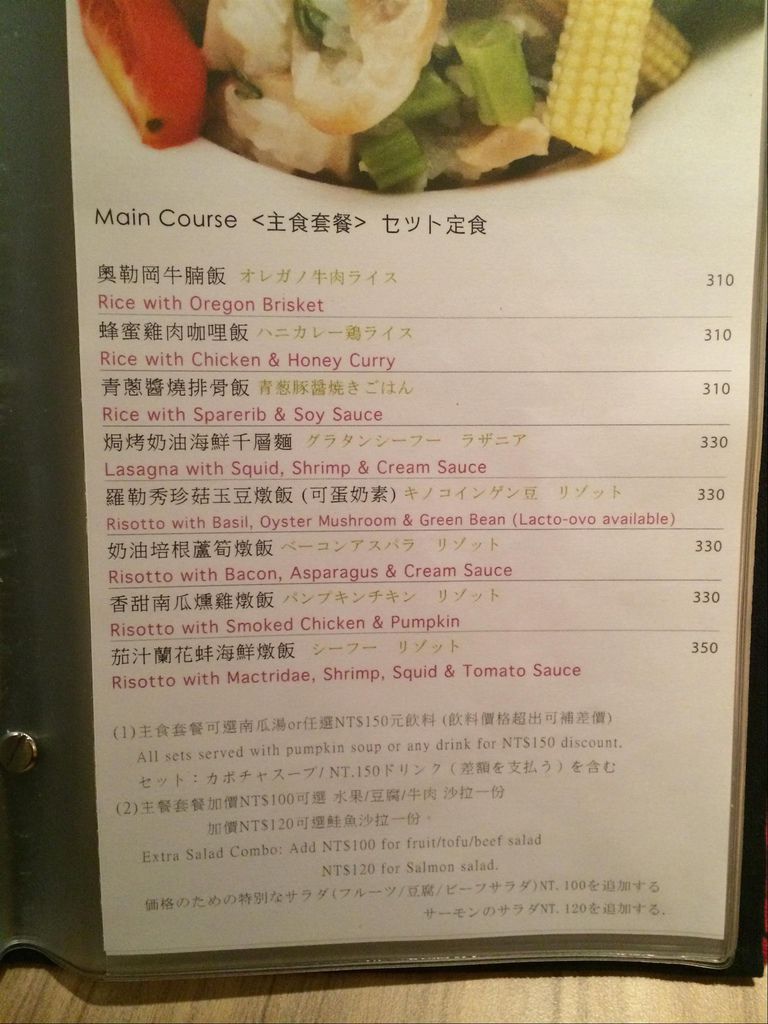 Main Course <主食套餐> セット定食
奧勒岡牛腩飯 オレガノ牛肉ライス 310
Rice with Oregon Brisket
蜂蜜雞肉咖哩飯 ハニカレー鶏ライス 310
Rice with Chicken & Honey Curry
青蔥醬燒排骨飯 青葱豚醤焼きごはん 310
Rice with Sparerib & Soy Sauce
焗烤奶油海鮮千層麵 グラタンシーフー ラザニア 330
Lasagna with Squid, Shrimp & Cream Sauce
羅勒秀珍菇玉豆燉飯 (可蛋奶素) キノコインゲン豆 リゾット 330
Risotto with Basil, Oyster Mushroom & Green Bean (Lacto-ovo available)
奶油培根蘆筍燉飯 ベーコンアスパラ リゾット 330
Risotto with Bacon, Asparagus & Cream Sauce
香甜南瓜燻雞燉飯 パンプキンチキン リゾット 330
Risotto with Smoked Chicken & Pumpkin
茄汁蘭花蚌海鮮燉飯 シーフー リゾット 350
Risotto with Mactridae, Shrimp, Squid & Tomato Sauce
(1)主食套餐可選南瓜湯or任選NT$150元飲料 (飲料價格超出可補差價)
All sets served with pumpkin soup or any drink for NT$150 discount.
セット：カボチャスープ/ NT.150ドリンク（差額を支払う）を含む
(2)主餐套餐加價NT$100可選 水果/豆腐/牛肉 沙拉一份
加價NT$120可選鮭魚沙拉一份。
Extra Salad Combo: Add NT$100 for fruit/tofu/beef salad
NT$120 for Salmon salad.
価格のための特別なサラダ(フルーツ/豆腐/ビーフサラダ)NT. 100を追加する
サーモンのサラダNT. 120を追加する.